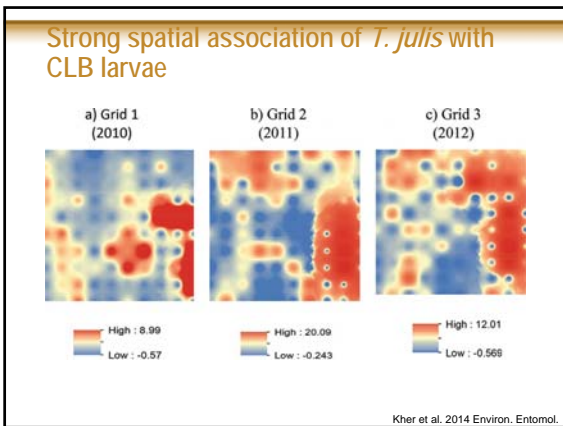 Strong spatial association of T. julis with
CLB larvae
a) Grid 1
(2010)
b) Grid 2
(2011)
c) Grid 3
(2012)
High : 8.99
Low : -0.57
High : 20.09
Low : -0.243
High : 12.01
Low : -0.569
Kher et al. 2014 Environ. Entomol.